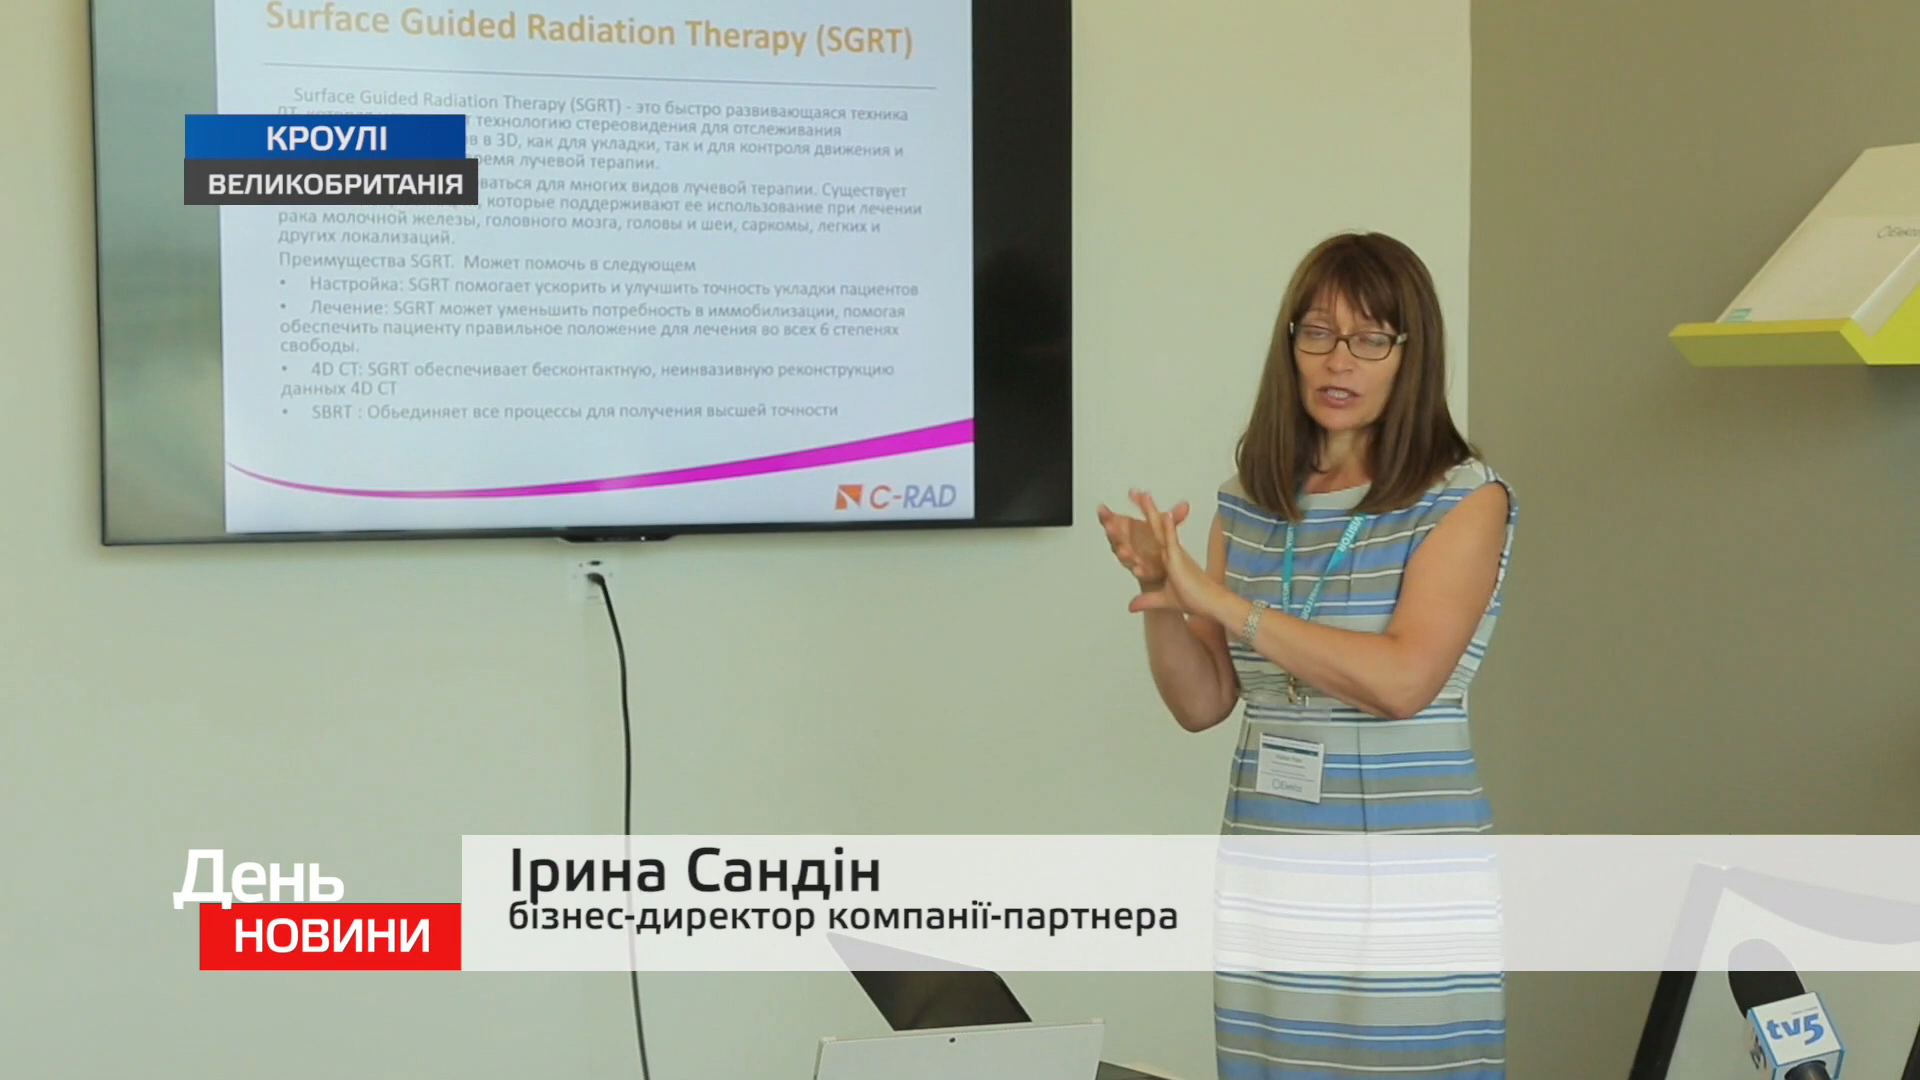 Surface Guided Radiation Therapy (SGRT)
Surface Guided Radiation Therapy (SGRT) - это быстро развивающаяся техника
технологию стереовидения для отслеживания
в 3D, как для укладки, так и для контроля движения и
лучевой терапии.
для многих видов лучевой терапии. Существует
которые поддерживают ее использование при лечении
рака молочной железы, головного мозга, головы и шеи, саркомы, легких и
других локализаций.
Преимущества SGRT. Может помочь в следующем
• Настройка: SGRT помогает ускорить и улучшить точность укладки пациентов
• Лечение: SGRT может уменьшить потребность в иммобилизации, помогая
обеспечить пациенту правильное положение для лечения во всех 6 степенях
свободы.
• 4D CT: SGRT обеспечивает бесконтактную, неинвазивную реконструкцию
данных 4D CT
• SBRT : Объединяет все процессы для получения высшей точности
C-RAD
КРОУЛІ
ВЕЛИКОБРИТАНІЯ
VISITOR
Elekta
День
НОВИНИ
Ірина Сандін
бізнес-директор компанії-партнера
tv5